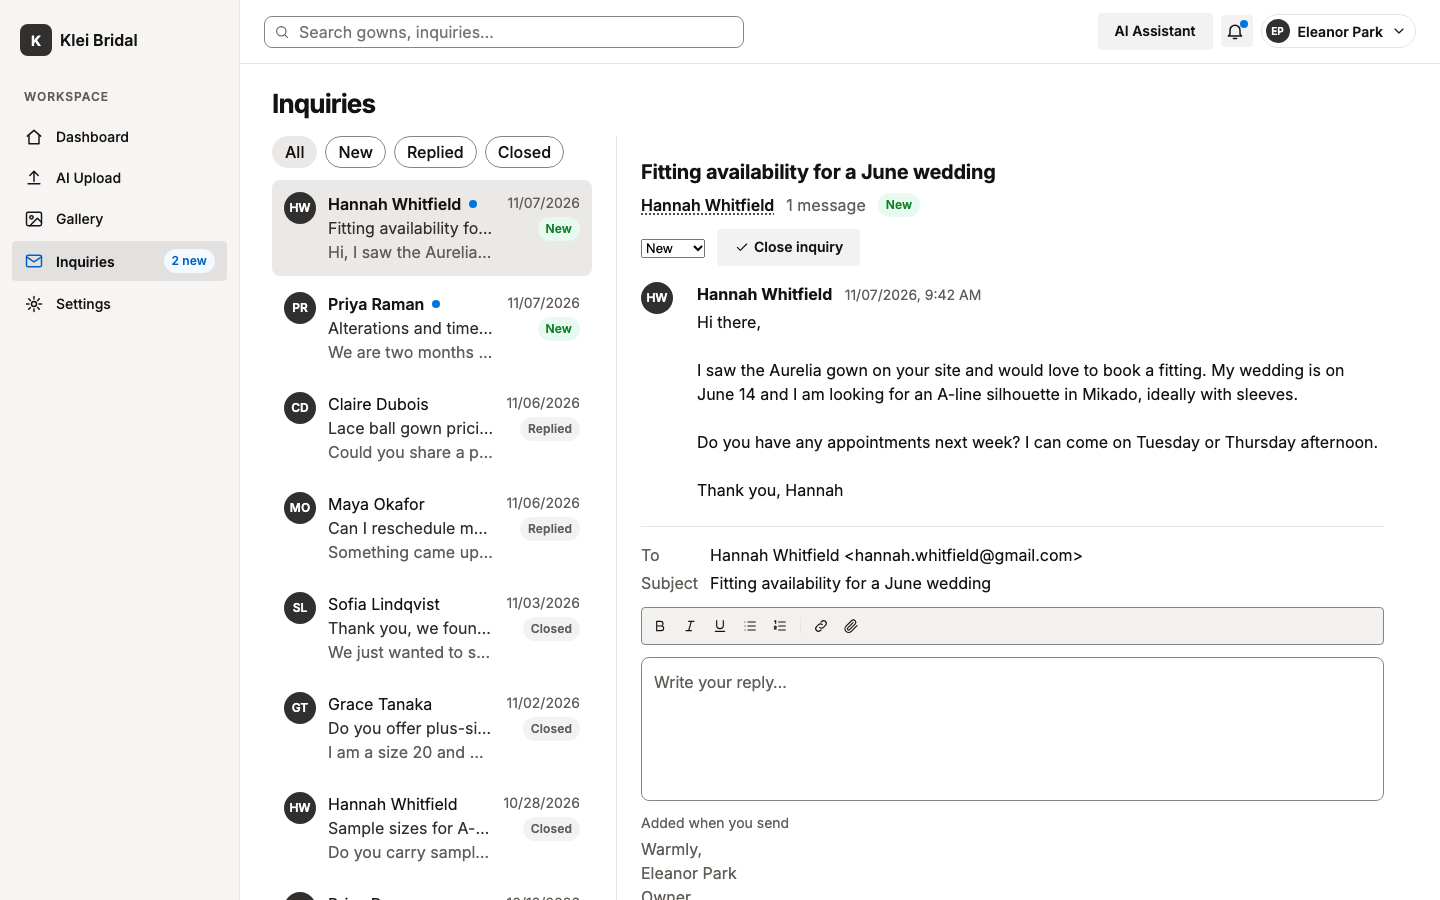 K Klei Bridal
WORKSPACE
Dashboard
AI Upload
Gallery
Inquiries 2 new
Settings
Search gowns, inquiries...
AI Assistant
EP Eleanor Park
Inquiries
All New Replied Closed
HW Hannah Whitfield 11/07/2026
Fitting availability fo... New
Hi, I saw the Aurelia...
PR Priya Raman 11/07/2026
Alterations and time... New
We are two months ...
CD Claire Dubois 11/06/2026
Lace ball gown prici... Replied
Could you share a p...
MO Maya Okafor 11/06/2026
Can I reschedule m... Replied
Something came up...
SL Sofia Lindqvist 11/03/2026
Thank you, we foun... Closed
We just wanted to s...
GT Grace Tanaka 11/02/2026
Do you offer plus-si... Closed
I am a size 20 and ...
HW Hannah Whitfield 10/28/2026
Sample sizes for A-... Closed
Do you carry sampl...
Fitting availability for a June wedding
Hannah Whitfield 1 message New
New Close inquiry
HW Hannah Whitfield 11/07/2026, 9:42 AM
Hi there,
I saw the Aurelia gown on your site and would love to book a fitting. My wedding is on
June 14 and I am looking for an A-line silhouette in Mikado, ideally with sleeves.
Do you have any appointments next week? I can come on Tuesday or Thursday afternoon.
Thank you, Hannah
To Hannah Whitfield <hannah.whitfield@gmail.com>
Subject Fitting availability for a June wedding
B I U
Write your reply...
Added when you send
Warmly,
Eleanor Park
Owner